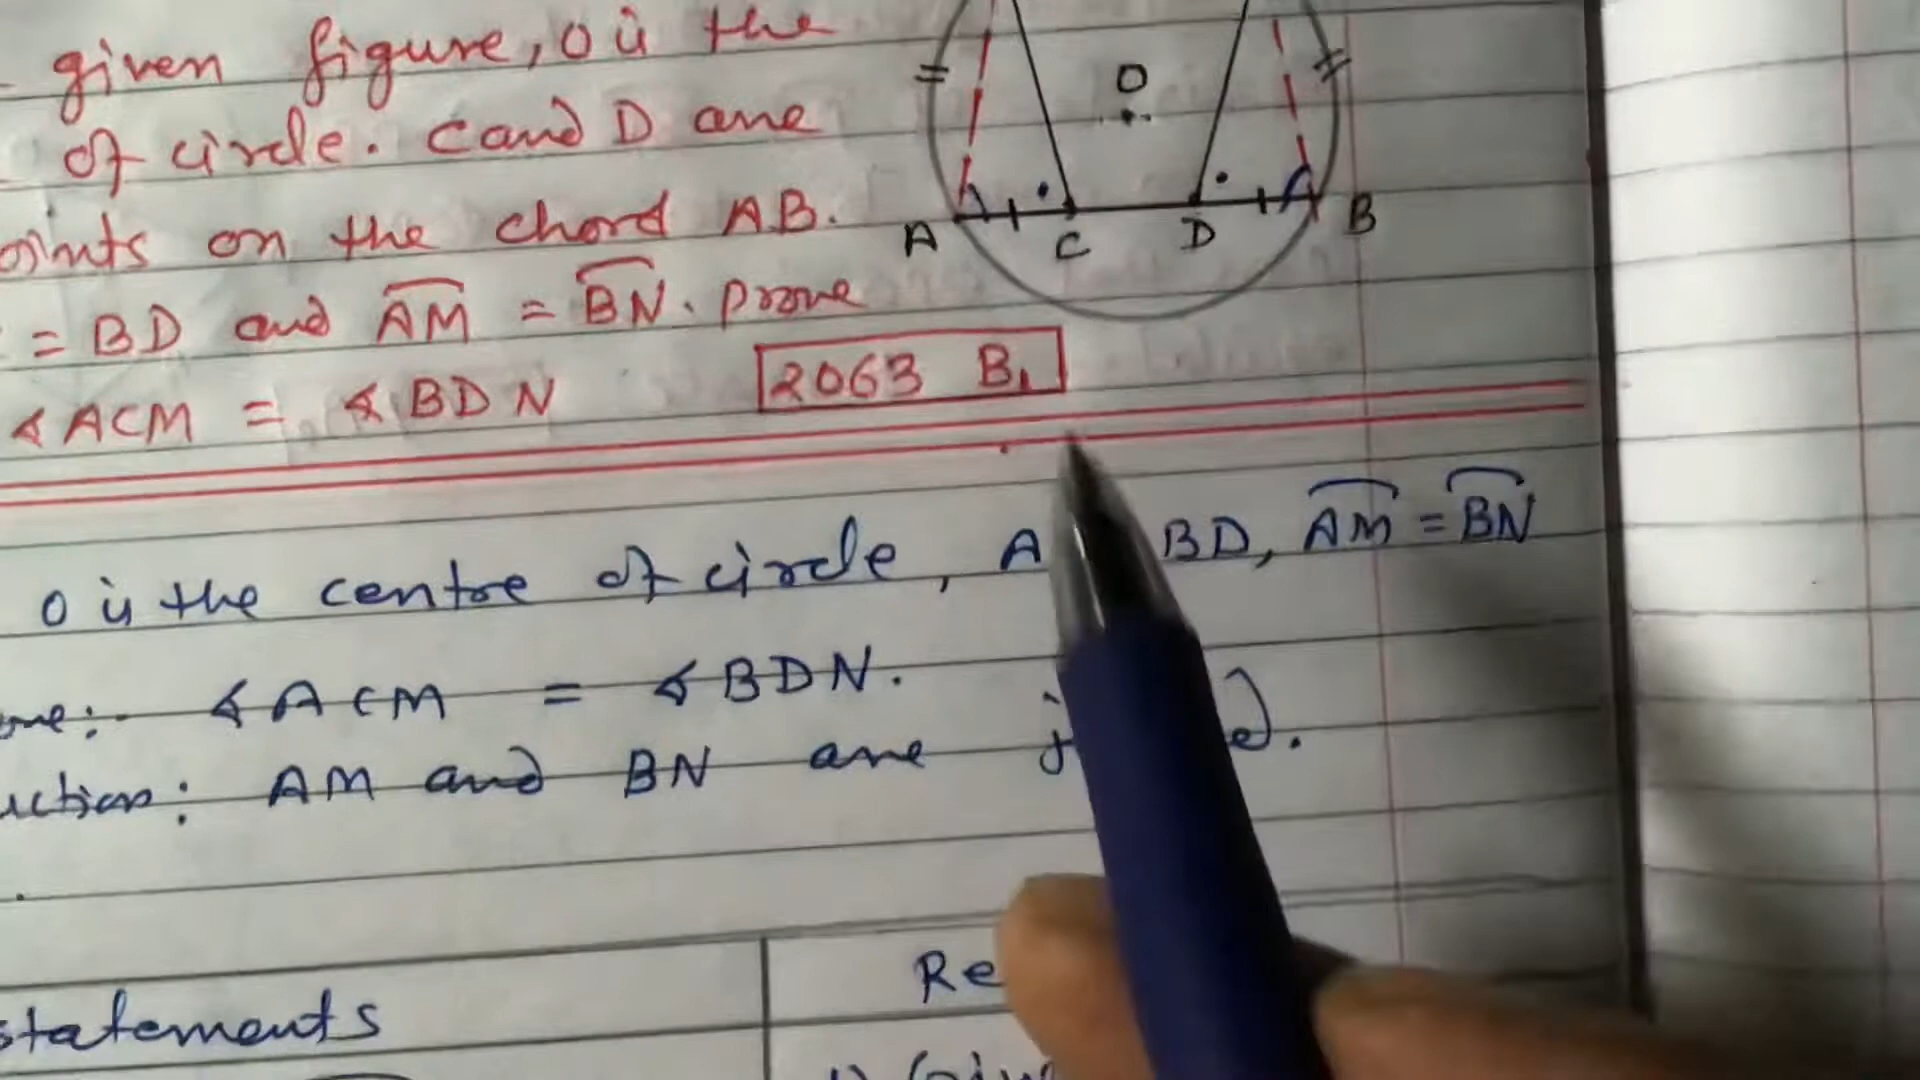 given figure, O is the
of circle. C and D are
points on the chord AB.
= BD and AM = BN. prove
∡ ACM = ∡ BDN
2063 B1
O
A C D B
O is the centre of circle, A BD, AM = BN
∡ ACM = ∡ BDN.
AM and BN are
statements Re